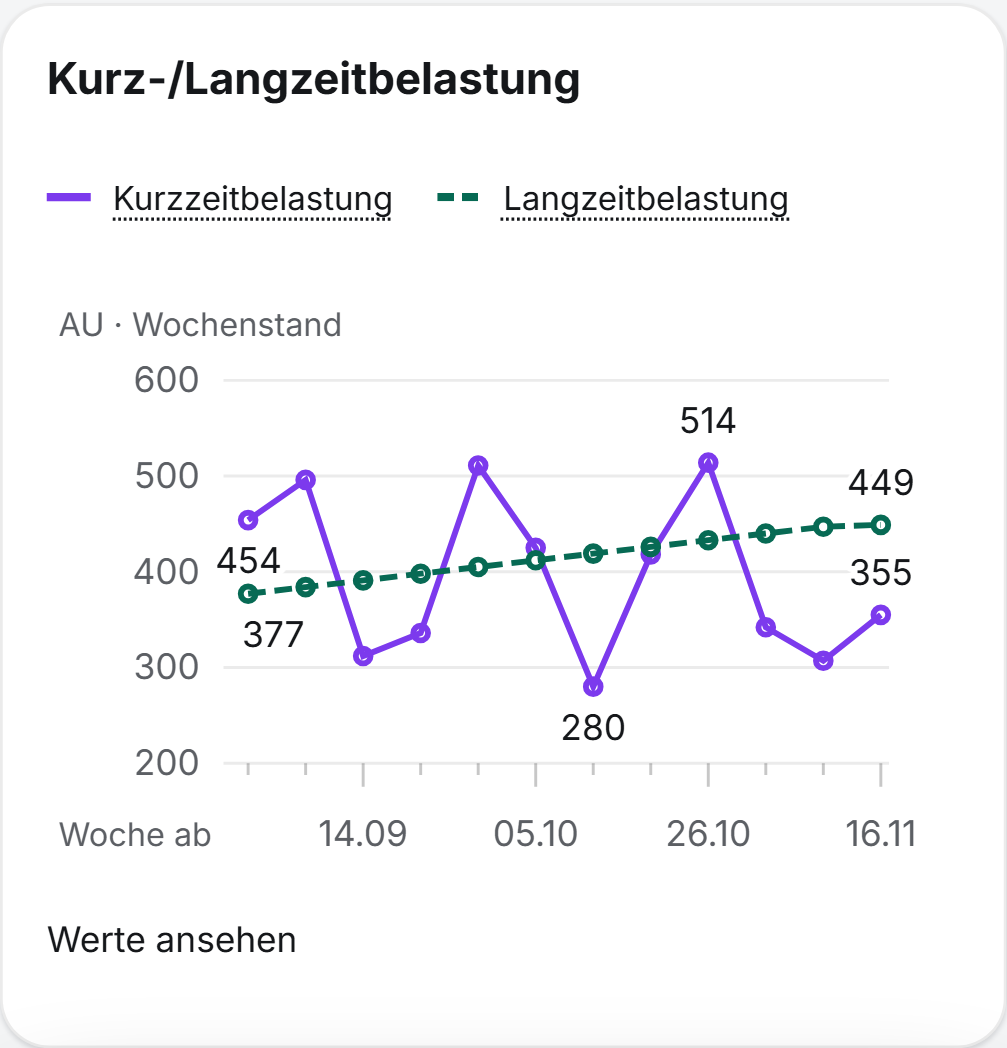 Kurz-/Langzeitbelastung
Kurzzeitbelastung Langzeitbelastung
AU · Wochenstand
600
514
500
449
454
400
355
377
300
280
200
Woche ab 14.09 05.10 26.10 16.11
Werte ansehen